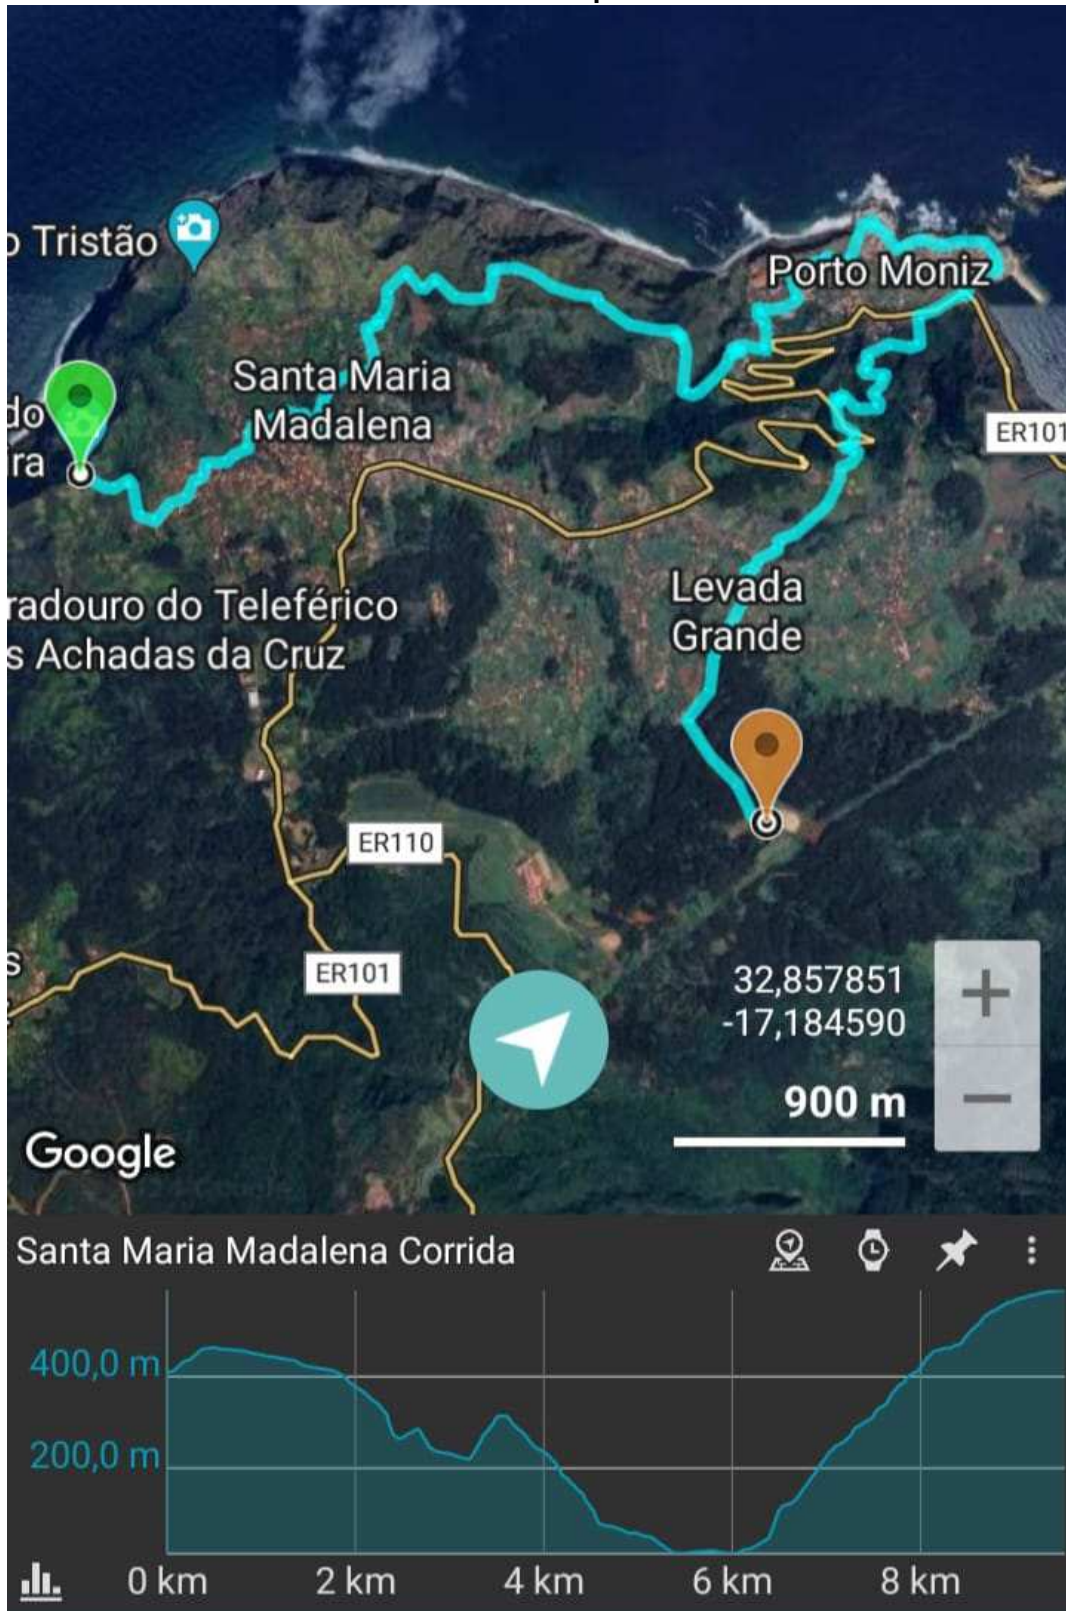 o Tristão
Porto Moniz
Santa Maria
Madalena
do
ira
ER101
Levada
Grande
radouro do Teleférico
s Achadas da Cruz
ER110
s
ER101
32,857851
-17,184590
900 m
+
−
Google
Santa Maria Madalena Corrida
400,0 m
200,0 m
0 km
2 km
4 km
6 km
8 km